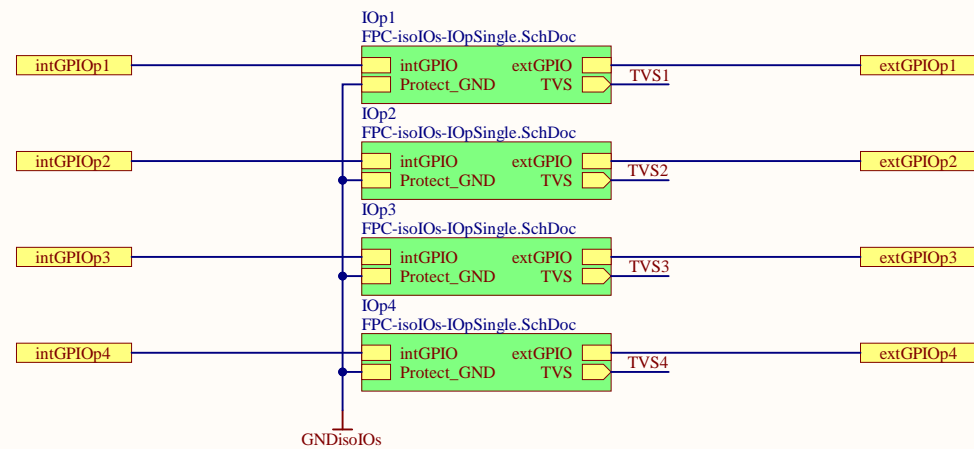 IOp1
FPC-isoIOs-IOpSingle.SchDoc
intGPIOp1 intGPIO extGPIO extGPIOp1
Protect_GND TVS TVS1
IOp2
FPC-isoIOs-IOpSingle.SchDoc
intGPIOp2 intGPIO extGPIO extGPIOp2
Protect_GND TVS TVS2
IOp3
FPC-isoIOs-IOpSingle.SchDoc
intGPIOp3 intGPIO extGPIO extGPIOp3
Protect_GND TVS TVS3
IOp4
FPC-isoIOs-IOpSingle.SchDoc
intGPIOp4 intGPIO extGPIO extGPIOp4
Protect_GND TVS TVS4
GNDisoIOs